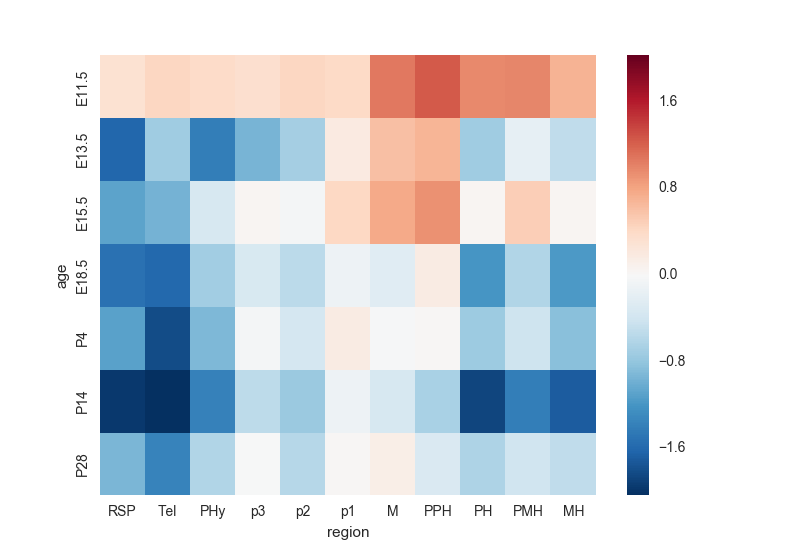 E11.5
E13.5
E15.5
E18.5
P4
P14
P28
age
RSP Tel PHy p3 p2 p1 M PPH PH PMH MH
region
1.6
0.8
0.0
−0.8
−1.6